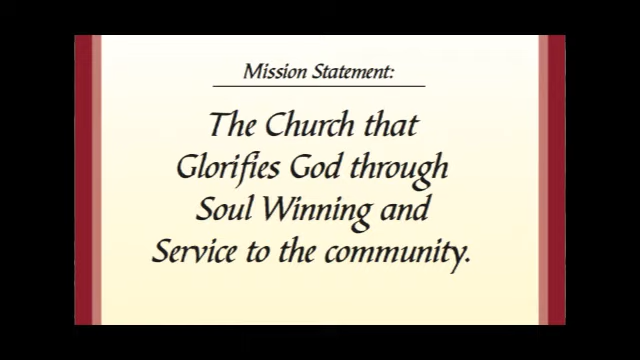 Mission Statement:
The Church that
Glorifies God through
Soul Winning and
Service to the community.